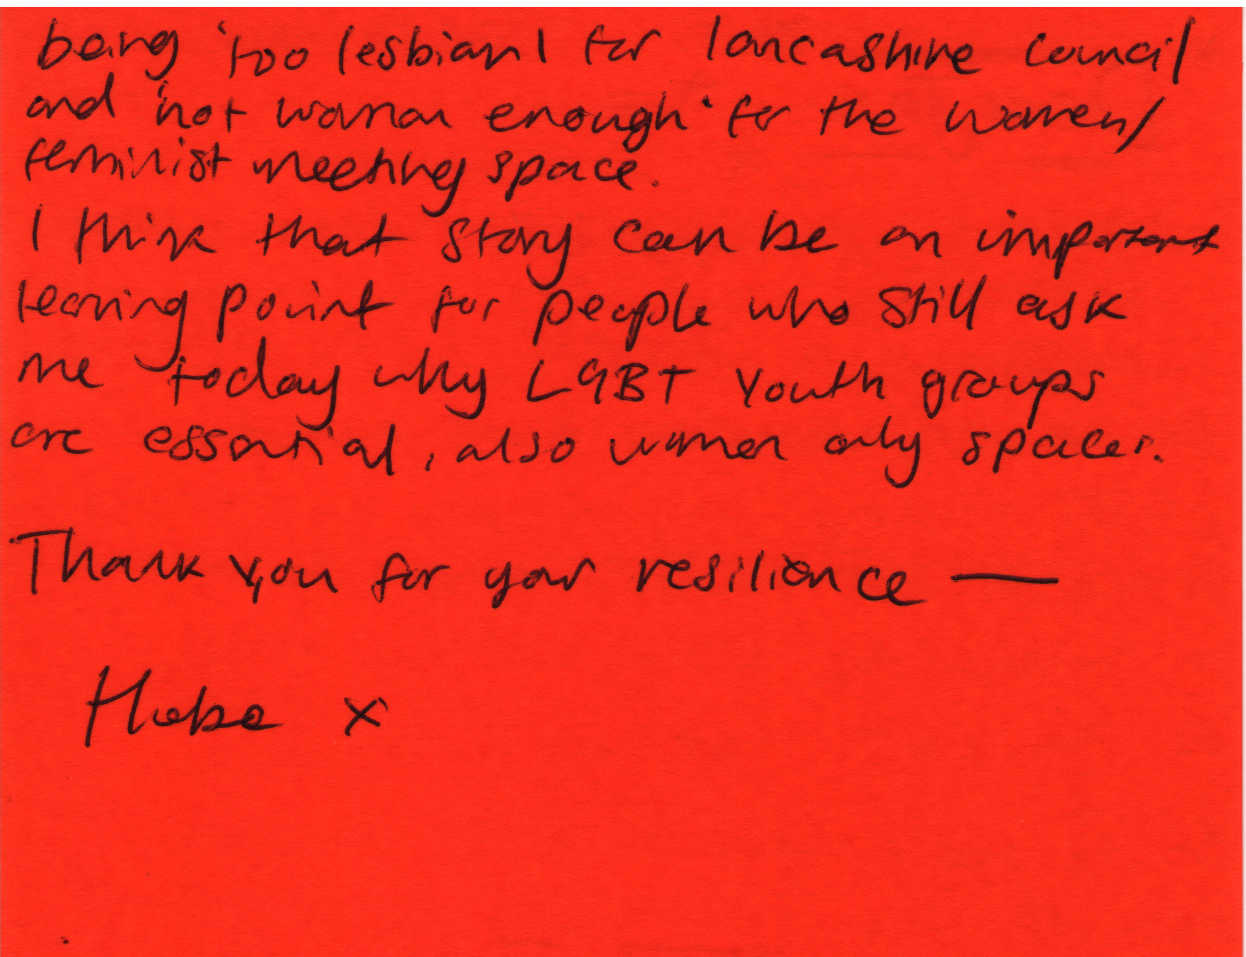 being 'too lesbian' for lancashire council
and 'not woman enough' for the women/
feminist meeting space.
I think that story can be an important
learning point for people who still ask
me today why LGBT youth groups
are essential, also women only spaces.
Thank you for your resilience —
Hebe x